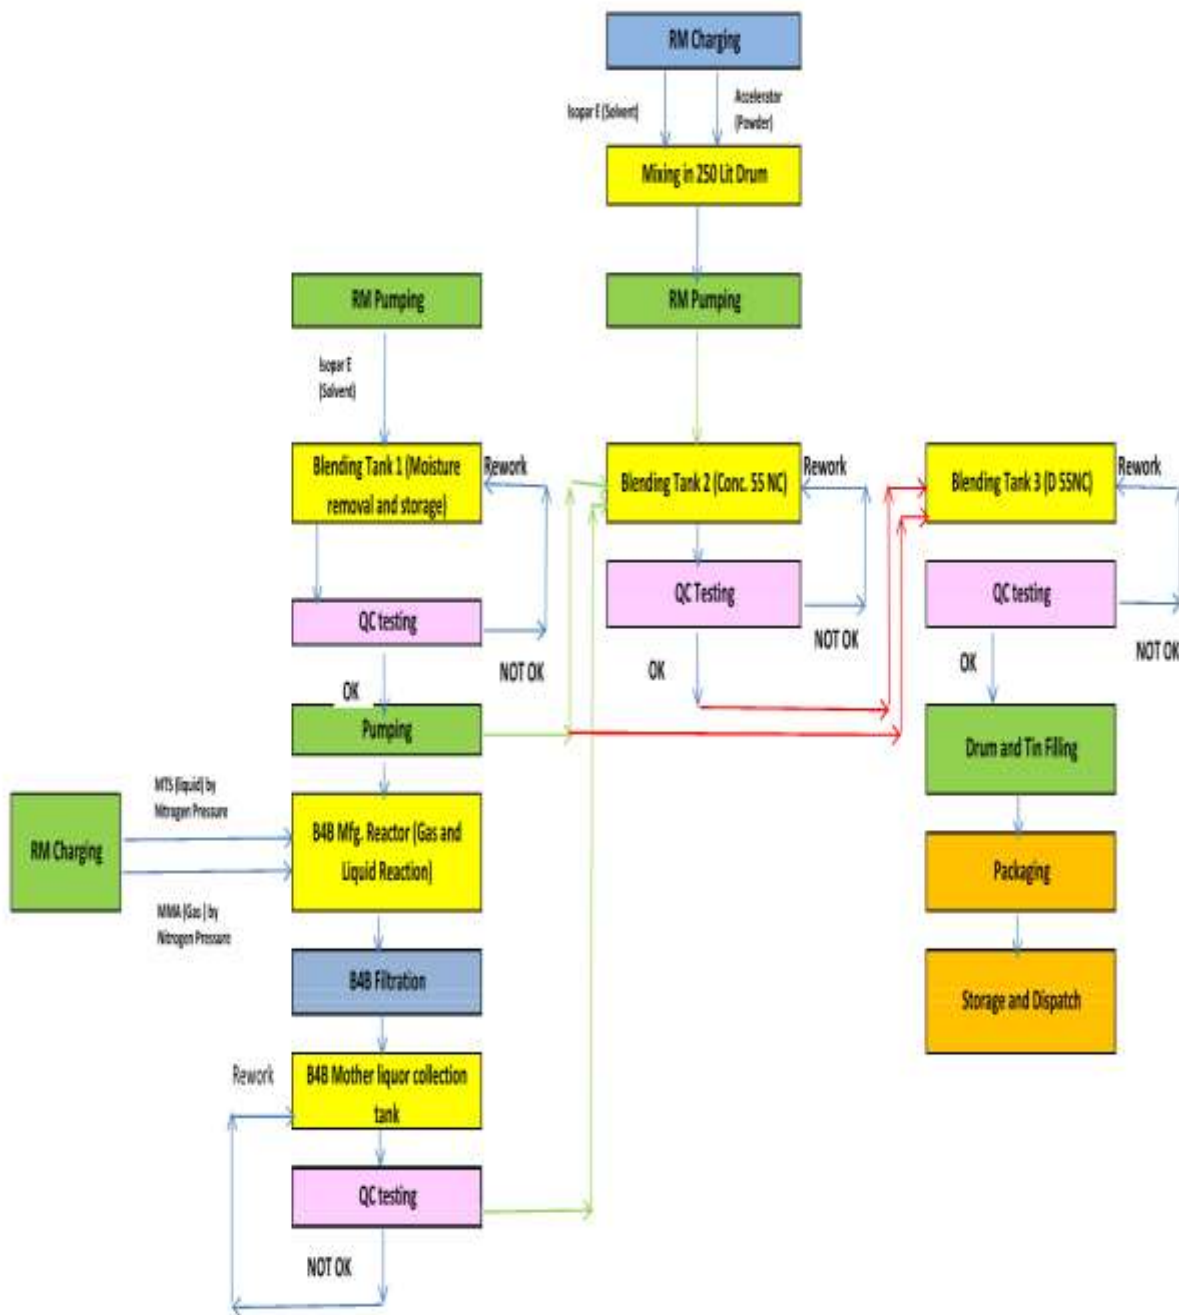 RM Charging
Isopar E (Solvent)
Accelerator
(Powder)
Mixing in 250 Lit Drum
RM Pumping
RM Pumping
Isopar E
(Solvent)
Blending Tank 1 (Moisture
removal and storage)
Rework
Blending Tank 2 (Conc. 55 NC)
Rework
Blending Tank 3 (D 55NC)
Rework
QC testing
NOT OK
OK
QC Testing
NOT OK
OK
QC testing
NOT OK
OK
Pumping
Drum and Tin Filling
MTS (liquid) by
Nitrogen Pressure
RM Charging
B4B Mfg. Reactor (Gas and
Liquid Reaction)
MMA (Gas ) by
Nitrogen Pressure
Packaging
B4B Filtration
Storage and Dispatch
Rework
B4B Mother liquor collection
tank
QC testing
NOT OK